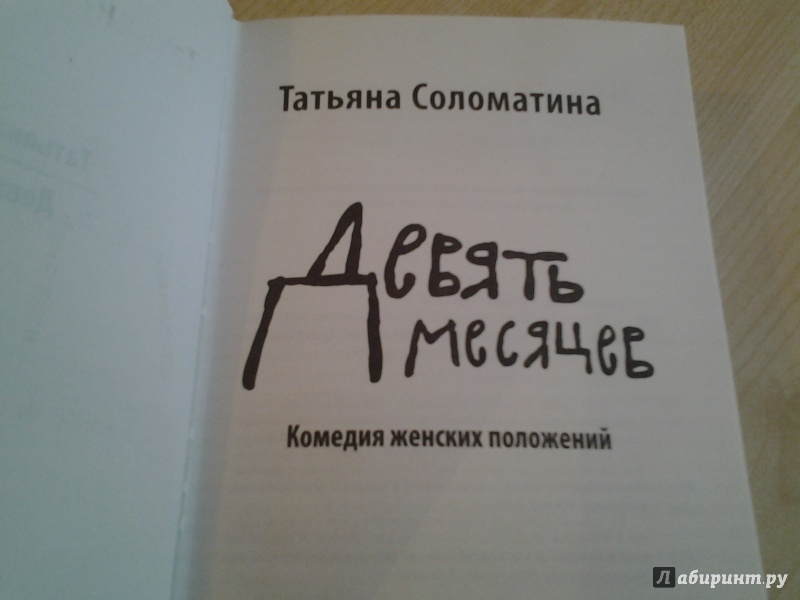 Татьяна Соломатина
Девять
месяцев
Комедия женских положений
Лабиринт.ру